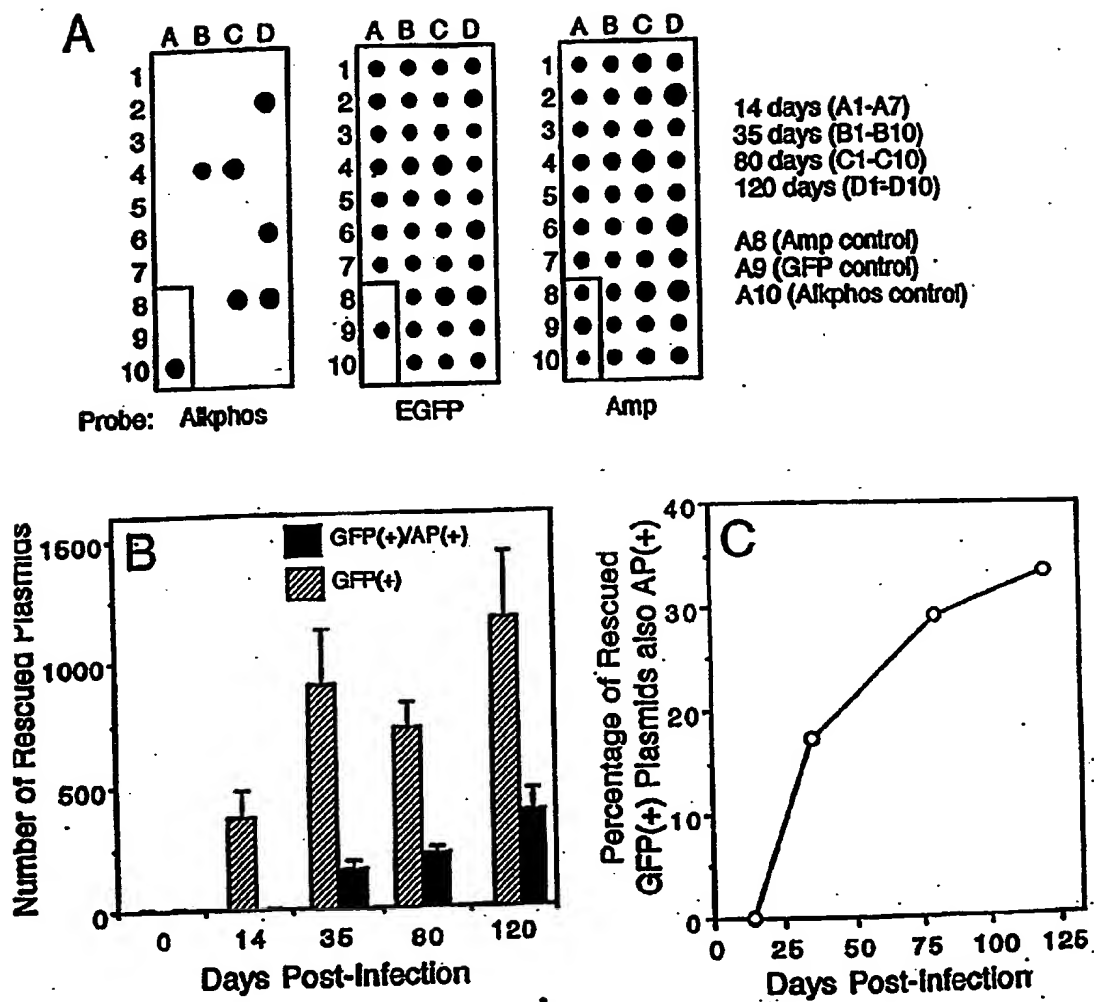 A
A B C D
A B C D
A B C D
1
2
3
4
5
6
7
8
9
10
1
2
3
4
5
6
7
8
9
10
1
2
3
4
5
6
7
8
9
10
14 days (A1-A7)
35 days (B1-B10)
80 days (C1-C10)
120 days (D1-D10)
A8 (Amp control)
A9 (GFP control)
A10 (Alkphos control)
Probe: Alkphos
EGFP
Amp
B
GFP(+)/AP(+)
GFP(+)
Number of Rescued Plasmids
1500
1000
500
0
0 14 35 80 120
Days Post-Infection
C
Percentage of Rescued
GFP(+) Plasmids also AP(+)
40
30
20
10
0
0 25 50 75 100 125
Days Post-Infection